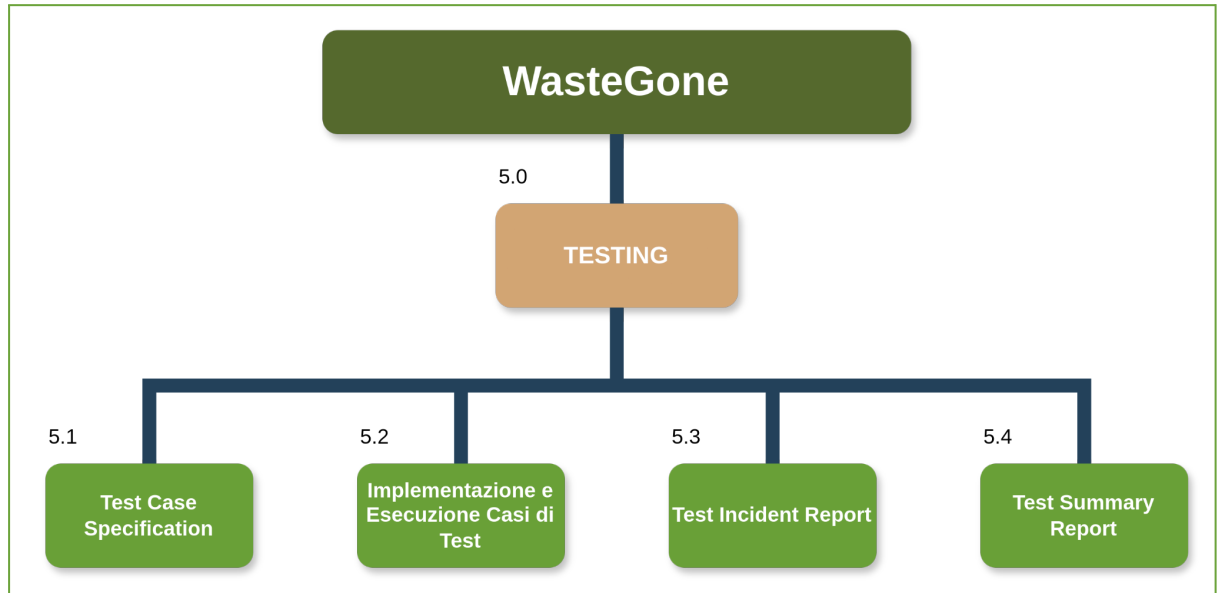 WasteGone
5.0
TESTING
5.1
Test Case
Specification
5.2
Implementazione e
Esecuzione Casi di
Test
5.3
Test Incident Report
5.4
Test Summary
Report